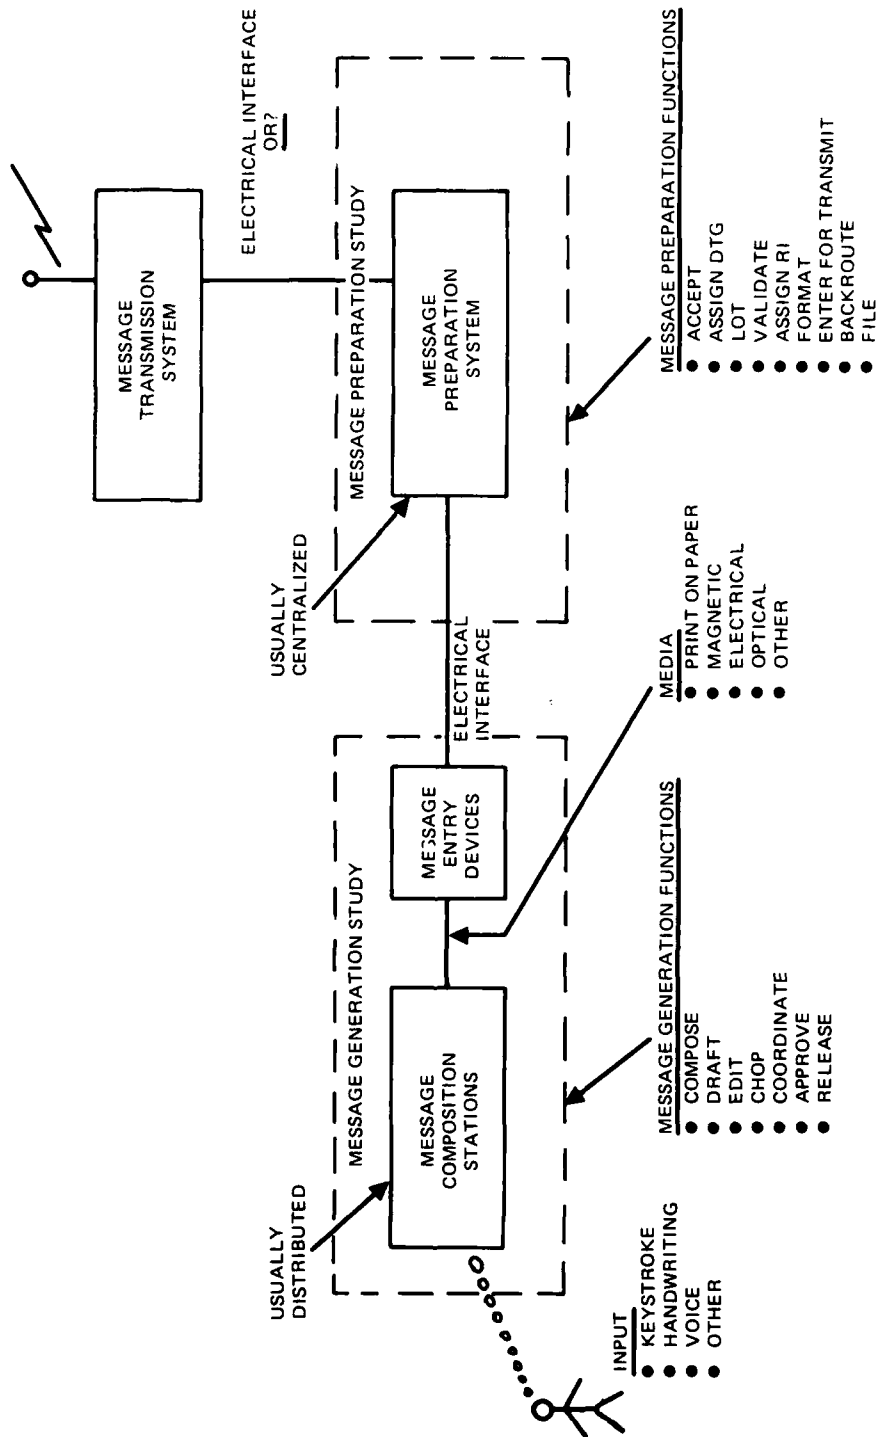 USUALLY
DISTRIBUTED
MESSAGE GENERATION STUDY
MESSAGE
COMPOSITION
STATIONS
MESSAGE
ENTRY
DEVICES
ELECTRICAL
INTERFACE
USUALLY
CENTRALIZED
MESSAGE PREPARATION STUDY
MESSAGE
PREPARATION
SYSTEM
MESSAGE
TRANSMISSION
SYSTEM
ELECTRICAL INTERFACE
OR?
INPUT
● KEYSTROKE
● HANDWRITING
● VOICE
● OTHER
MESSAGE GENERATION FUNCTIONS
● COMPOSE
● DRAFT
● EDIT
● CHOP
● COORDINATE
● APPROVE
● RELEASE
MEDIA
● PRINT ON PAPER
● MAGNETIC
● ELECTRICAL
● OPTICAL
● OTHER
MESSAGE PREPARATION FUNCTIONS
● ACCEPT
● ASSIGN DTG
● LOT
● VALIDATE
● ASSIGN RI
● FORMAT
● ENTER FOR TRANSMIT
● BACKROUTE
● FILE